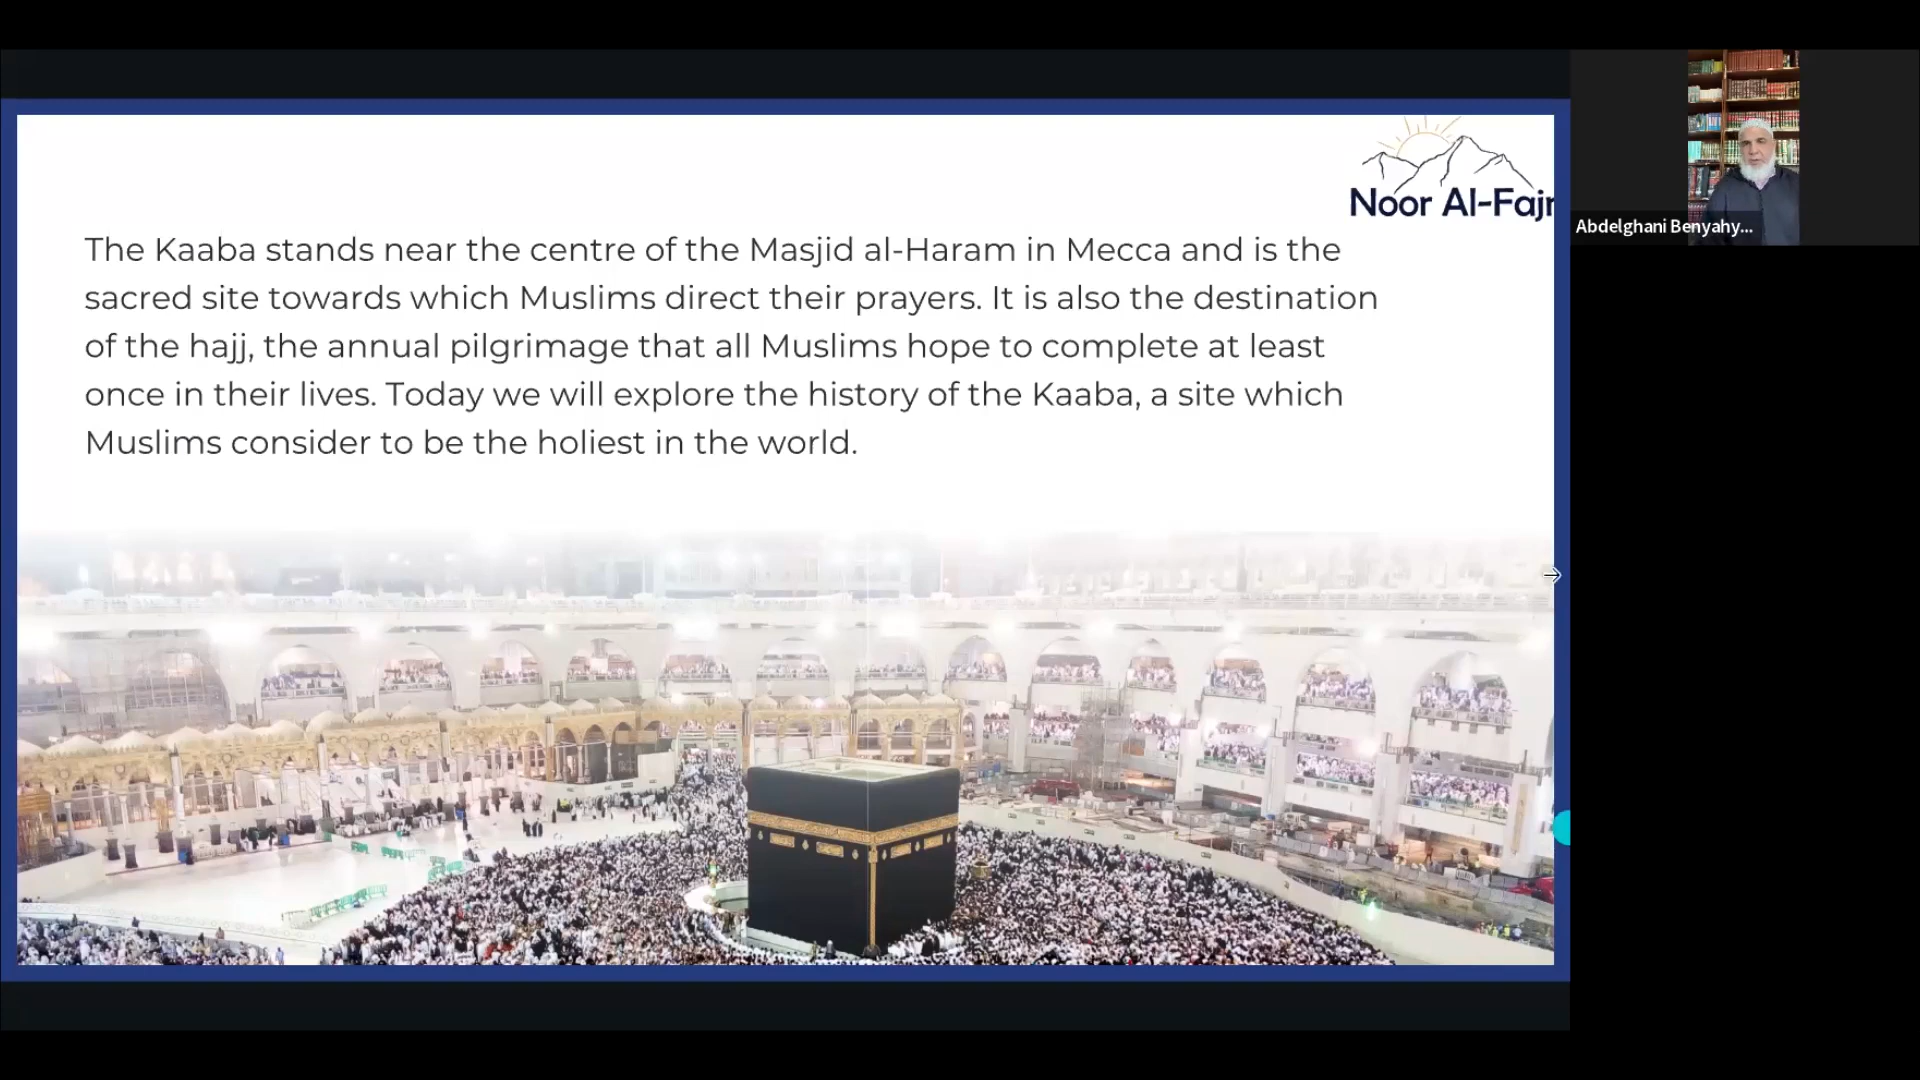 Noor Al-Fajr
The Kaaba stands near the centre of the Masjid al-Haram in Mecca and is the
sacred site towards which Muslims direct their prayers. It is also the destination
of the hajj, the annual pilgrimage that all Muslims hope to complete at least
once in their lives. Today we will explore the history of the Kaaba, a site which
Muslims consider to be the holiest in the world.
Abdelghani Benyahy...